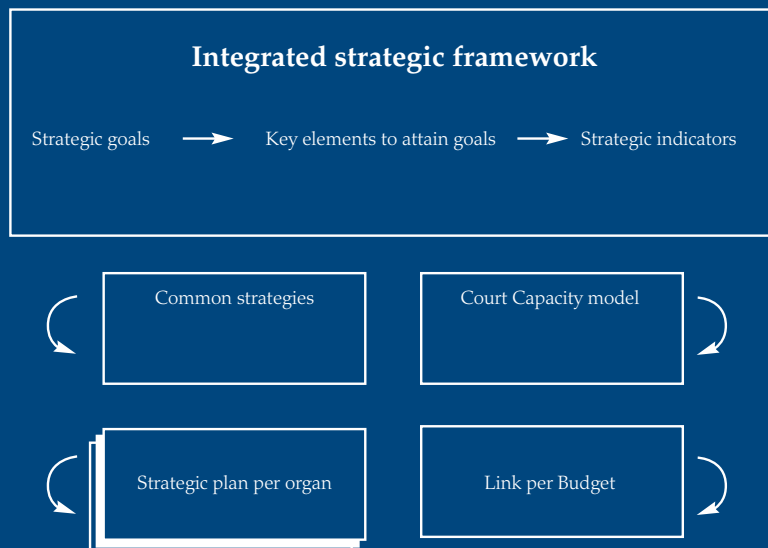 Integrated strategic framework
Strategic goals
Key elements to attain goals
Strategic indicators
Common strategies
Court Capacity model
Strategic plan per organ
Link per Budget